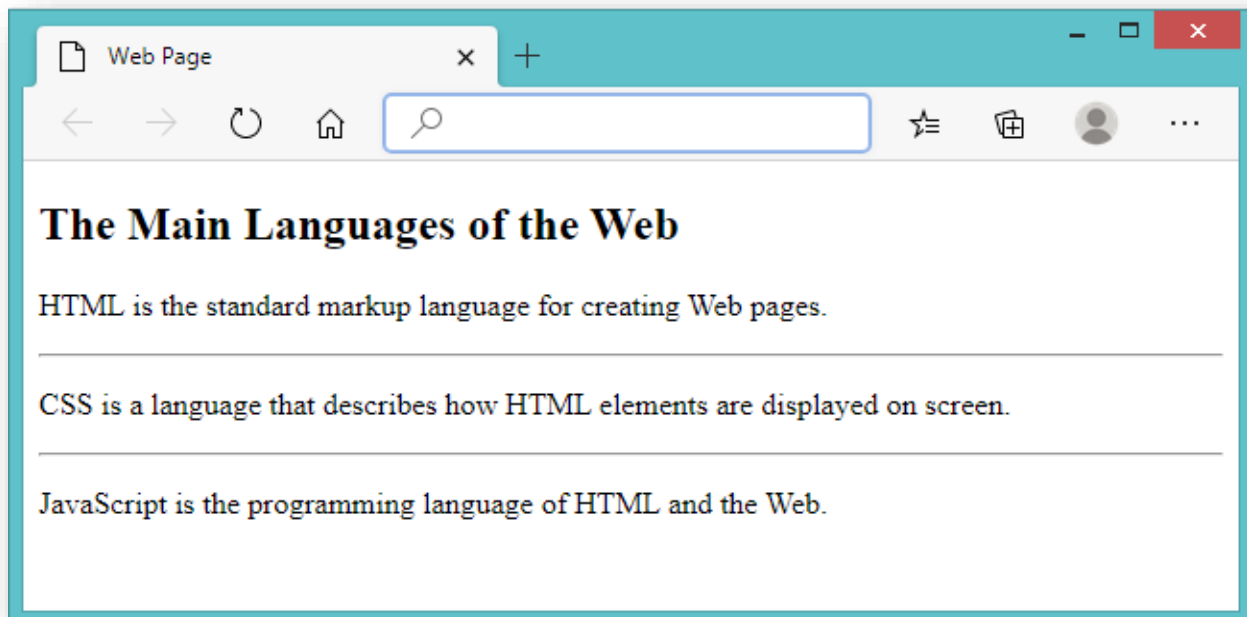 Web Page
The Main Languages of the Web
HTML is the standard markup language for creating Web pages.
CSS is a language that describes how HTML elements are displayed on screen.
JavaScript is the programming language of HTML and the Web.